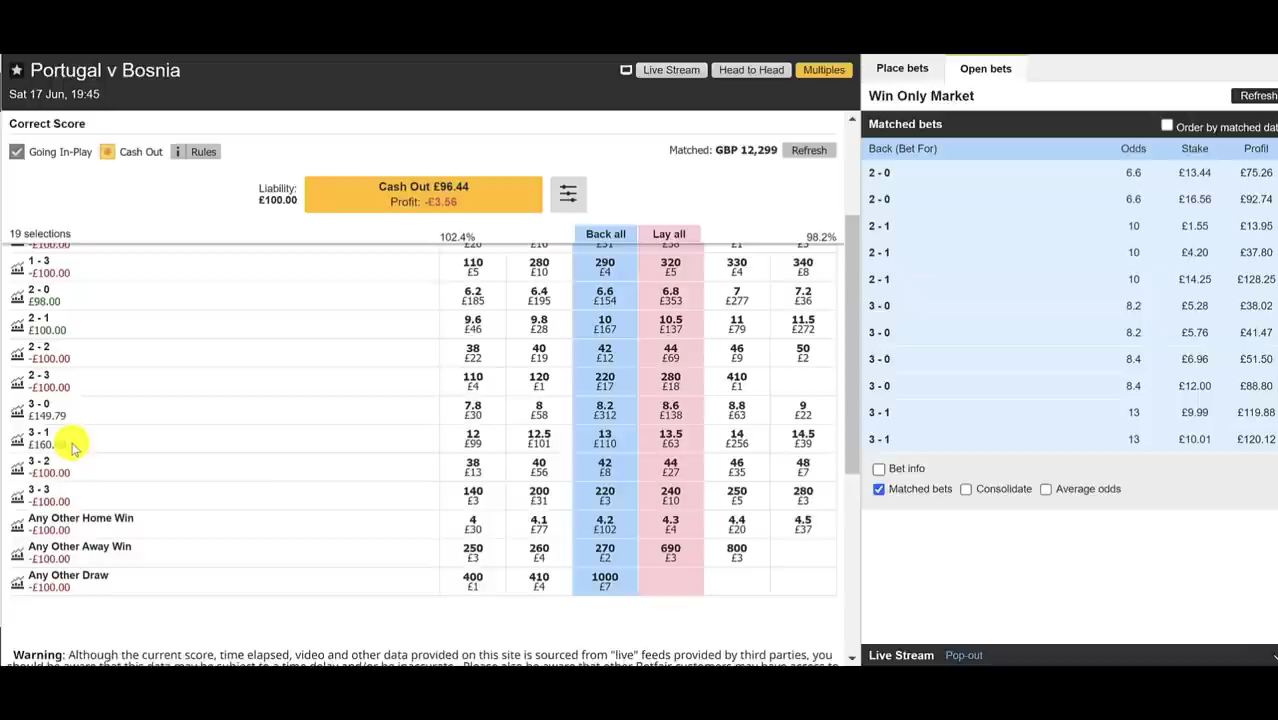 Portugal v Bosnia
Live Stream Head to Head Multiples
Sat 17 Jun, 19:45
Correct Score
Going In-Play Cash Out i Rules
Matched: GBP 12,299 Refresh
Liability: £100.00
Cash Out £96.44
Profit: -£3.56
19 selections 102.4% Back all Lay all 98.2%
1 - 3 110 280 290 320 330 340
-£100.00 £5 £10 £4 £5 £4 £8
2 - 0 6.2 6.4 6.6 6.8 7 7.2
£98.00 £185 £195 £154 £353 £277 £36
2 - 1 9.6 9.8 10 10.5 11 11.5
£100.00 £46 £28 £167 £137 £79 £272
2 - 2 38 40 42 44 46 50
-£100.00 £22 £19 £12 £69 £9 £2
2 - 3 110 120 220 280 410
-£100.00 £4 £1 £17 £18 £1
3 - 0 7.8 8 8.2 8.6 8.8 9
£149.79 £30 £58 £312 £138 £63 £22
3 - 1 12 12.5 13 13.5 14 14.5
£160. £99 £101 £110 £63 £256 £39
3 - 2 38 40 42 44 46 48
-£100.00 £13 £56 £8 £27 £35 £7
3 - 3 140 200 220 240 250 280
-£100.00 £3 £31 £3 £10 £5 £3
Any Other Home Win 4 4.1 4.2 4.3 4.4 4.5
-£100.00 £30 £77 £102 £4 £20 £37
Any Other Away Win 250 260 270 690 800
-£100.00 £3 £4 £2 £3 £3
Any Other Draw 400 410 1000
-£100.00 £1 £4 £7
Warning: Although the current score, time elapsed, video and other data provided on this site is sourced from "live" feeds provided by third parties, you
Place bets Open bets
Win Only Market Refresh
Matched bets Order by matched dat
Back (Bet For) Odds Stake Profit
2 - 0 6.6 £13.44 £75.26
2 - 0 6.6 £16.56 £92.74
2 - 1 10 £1.55 £13.95
2 - 1 10 £4.20 £37.80
2 - 1 10 £14.25 £128.25
3 - 0 8.2 £5.28 £38.02
3 - 0 8.2 £5.76 £41.47
3 - 0 8.4 £6.96 £51.50
3 - 0 8.4 £12.00 £88.80
3 - 1 13 £9.99 £119.88
3 - 1 13 £10.01 £120.12
Bet info
Matched bets Consolidate Average odds
Live Stream Pop-out